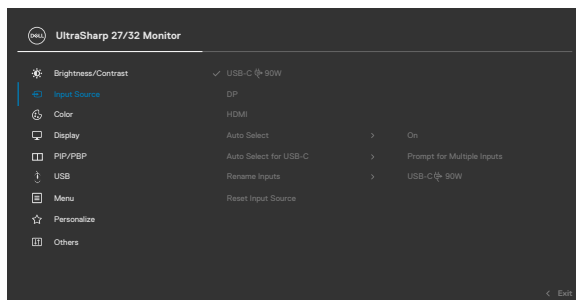 DELL UltraSharp 27/32 Monitor
Brightness/Contrast USB-C 90W
Input Source DP
Color HDMI
Display Auto Select > On
PIP/PBP Auto Select for USB-C > Prompt for Multiple Inputs
USB Rename Inputs > USB-C 90W
Menu Reset Input Source
Personalize
Others
< Exit